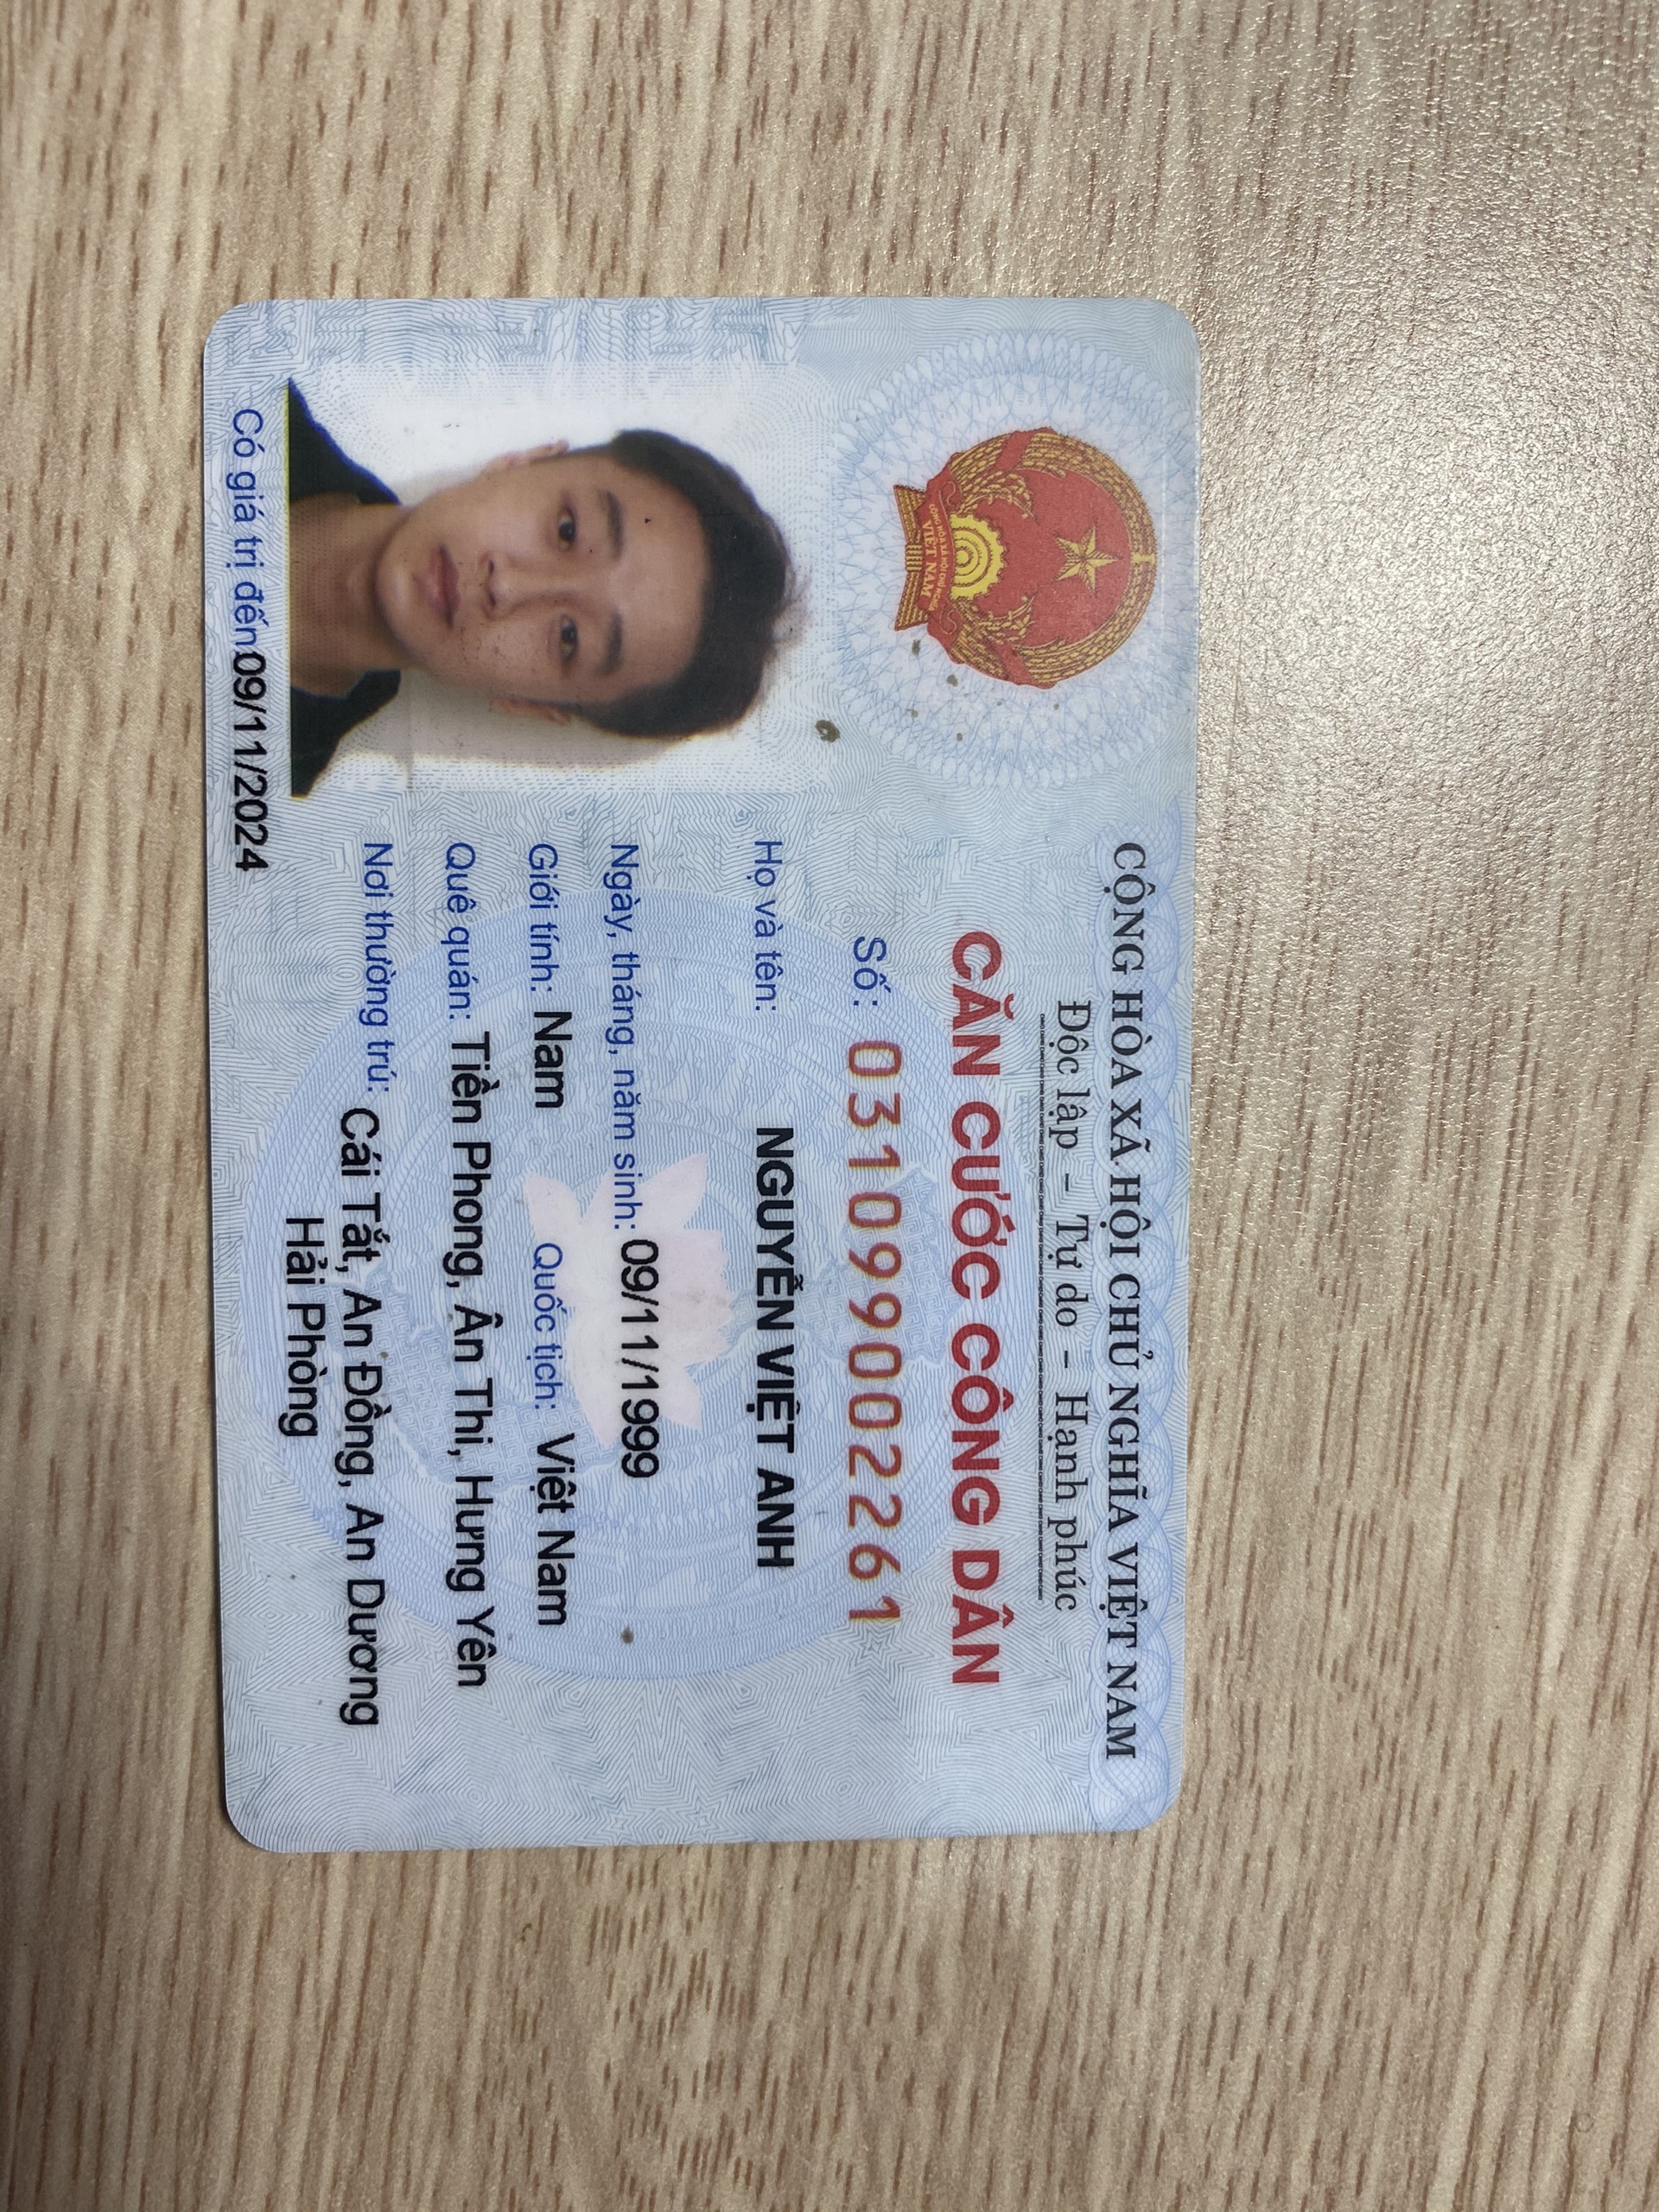 CỘNG HÒA XÃ HỘI CHỦ NGHĨA VIỆT NAM
Độc lập - Tự do - Hạnh phúc
CĂN CƯỚC CÔNG DÂN
Số: 031099002261
Họ và tên: NGUYỄN VIỆT ANH
Ngày, tháng, năm sinh: 09/11/1999
Giới tính: Nam Quốc tịch: Việt Nam
Quê quán: Tiền Phong, Ân Thi, Hưng Yên
Nơi thường trú: Cái Tắt, An Đồng, An Dương
Hải Phòng
Có giá trị đến: 09/11/2024
CỘNG HÒA XÃ HỘI CHỦ NGHĨA
VIỆT NAM